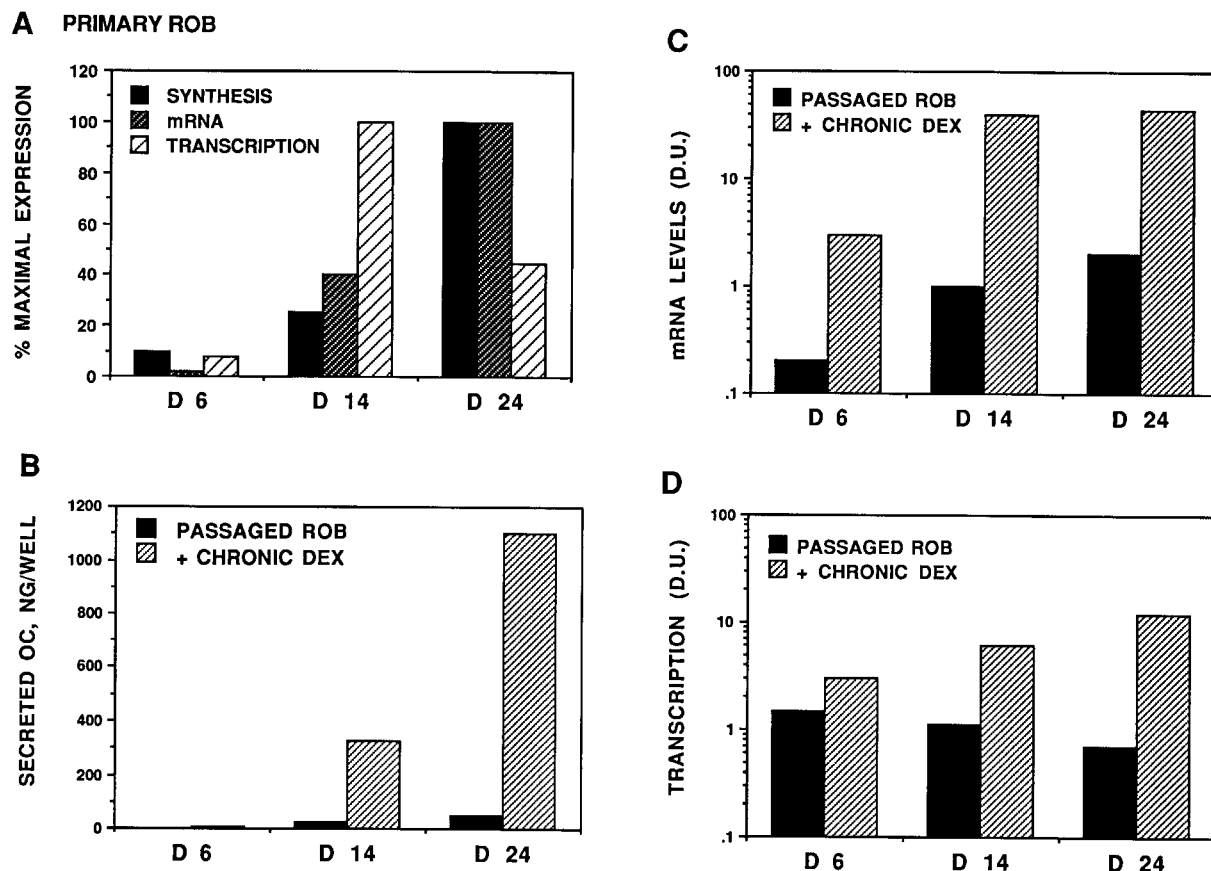 A PRIMARY ROB
% MAXIMAL EXPRESSION
120
100
80
60
40
20
0
SYNTHESIS
mRNA
TRANSCRIPTION
D 6
D 14
D 24
B
SECRETED OC, NG/WELL
1200
1000
800
600
400
200
0
PASSAGED ROB
+ CHRONIC DEX
D 6
D 14
D 24
C
mRNA LEVELS (D.U.)
100
10
1
.1
PASSAGED ROB
+ CHRONIC DEX
D 6
D 14
D 24
D
TRANSCRIPTION (D.U.)
100
10
1
.1
PASSAGED ROB
+ CHRONIC DEX
D 6
D 14
D 24